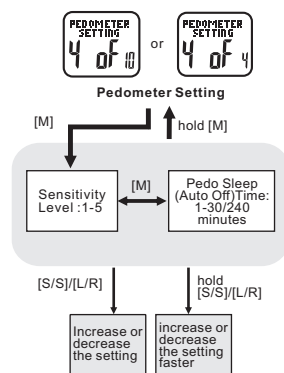 PEDOMETER
SETTING
4 of 10
or
PEDOMETER
SETTING
4 of 4
Pedometer Setting
[M]
hold [M]
Sensitivity
Level :1-5
[M]
Pedo Sleep
(Auto Off)Time:
1-30/240
minutes
[S/S]/[L/R]
hold
[S/S]/[L/R]
Increase or
decrease
the setting
increase or
decrease
the setting
faster